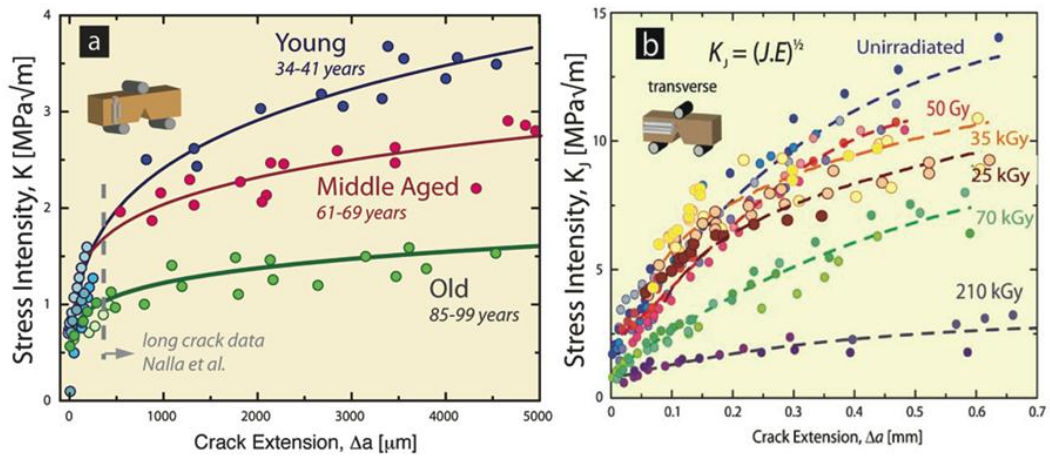 a
Young
34-41 years
Middle Aged
61-69 years
Old
85-99 years
long crack data
Nalla et al.
Stress Intensity, K [MPa√m]
4
3
2
1
0
0
1000
2000
3000
4000
5000
Crack Extension, Δa [μm]
b
K_J = (J.E)^½
transverse
Unirradiated
50 Gy
35 kGy
25 kGy
70 kGy
210 kGy
Stress Intensity, K_J [MPa√m]
15
10
5
0
0
0.1
0.2
0.3
0.4
0.5
0.6
0.7
Crack Extension, Δa [mm]